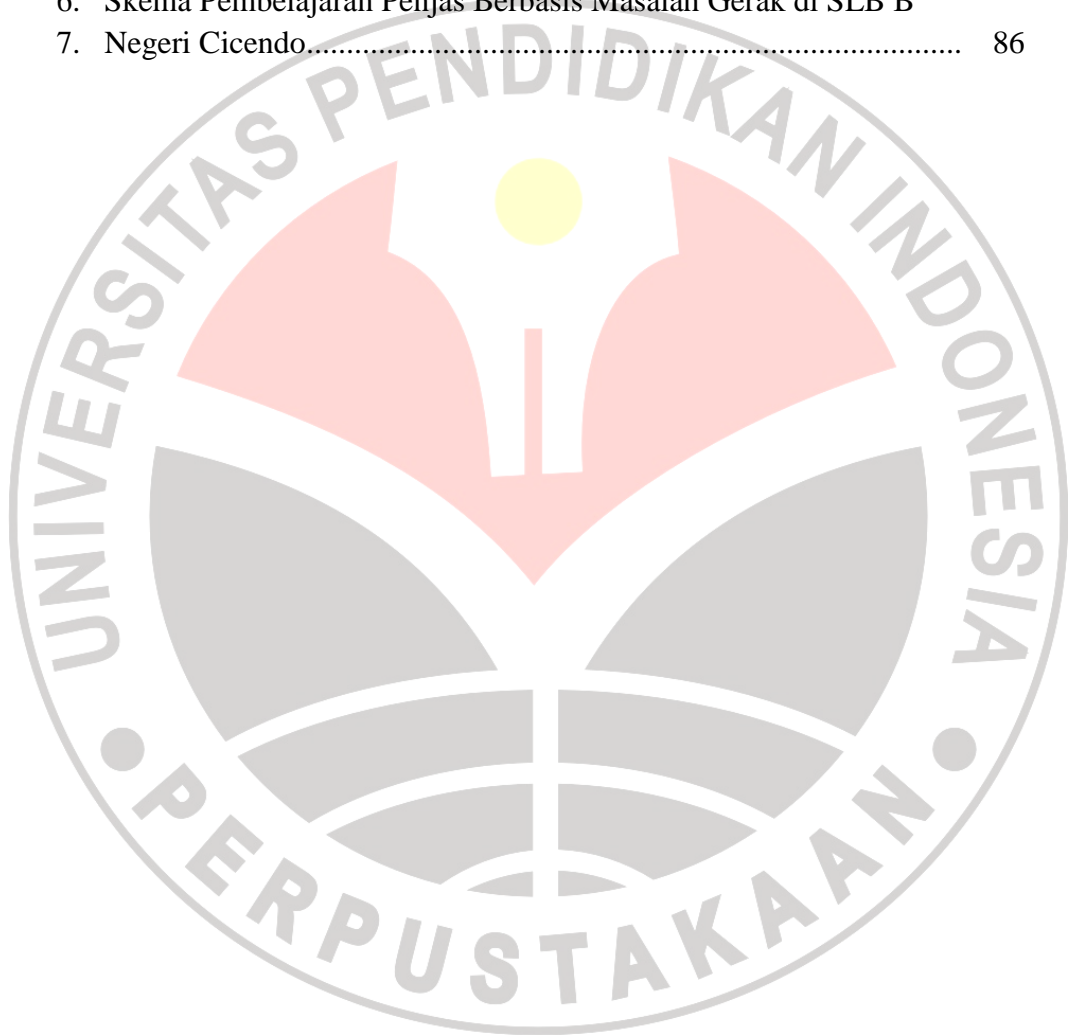 6. Skema Pembelajaran Penjas Berbasis Masalah Gerak di SLB B
7. Negeri Cicendo.................................................................................. 86
UNIVERSITAS PENDIDIKAN INDONESIA
PERPUSTAKAAN